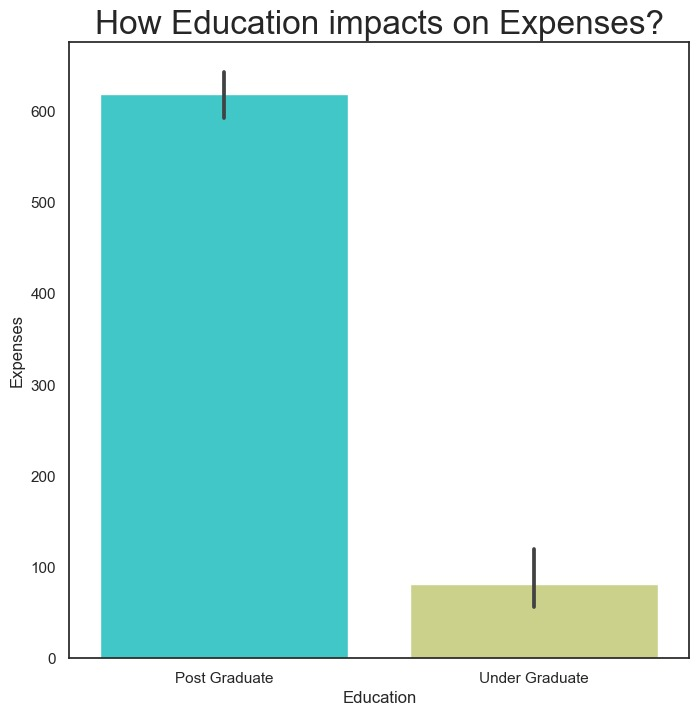 How Education impacts on Expenses?
600
500
400
300
200
100
0
Expenses
Post Graduate
Under Graduate
Education